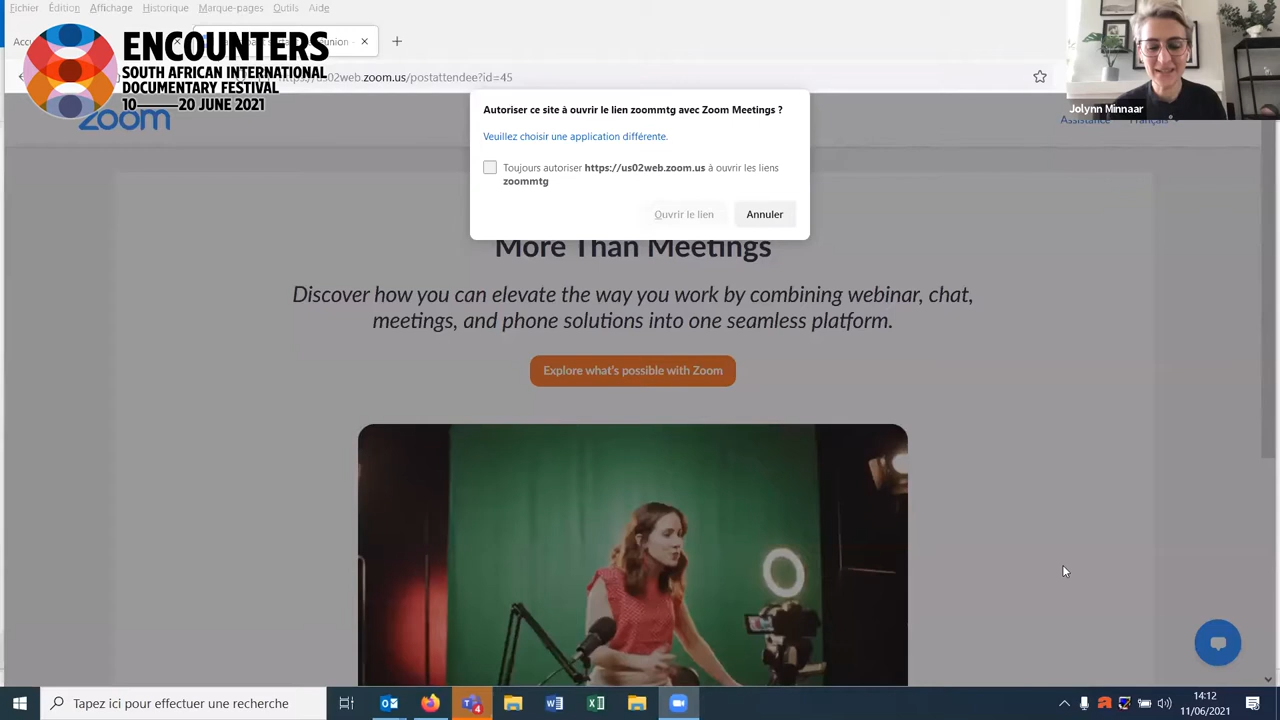 Fichier Édition Affichage Historique Marque-pages Outils Aide
ENCOUNTERS
SOUTH AFRICAN INTERNATIONAL
DOCUMENTARY FESTIVAL
10——20 JUNE 2021
zoom.us/postattendee?id=45
zoom
Jolynn Minnaar
Assistance Français
Autoriser ce site à ouvrir le lien zoommtg avec Zoom Meetings ?
Veuillez choisir une application différente.
Toujours autoriser https://us02web.zoom.us à ouvrir les liens
zoommtg
Ouvrir le lien Annuler
More Than Meetings
Discover how you can elevate the way you work by combining webinar, chat,
meetings, and phone solutions into one seamless platform.
Explore what's possible with Zoom
Tapez ici pour effectuer une recherche
4
14:12
11/06/2021